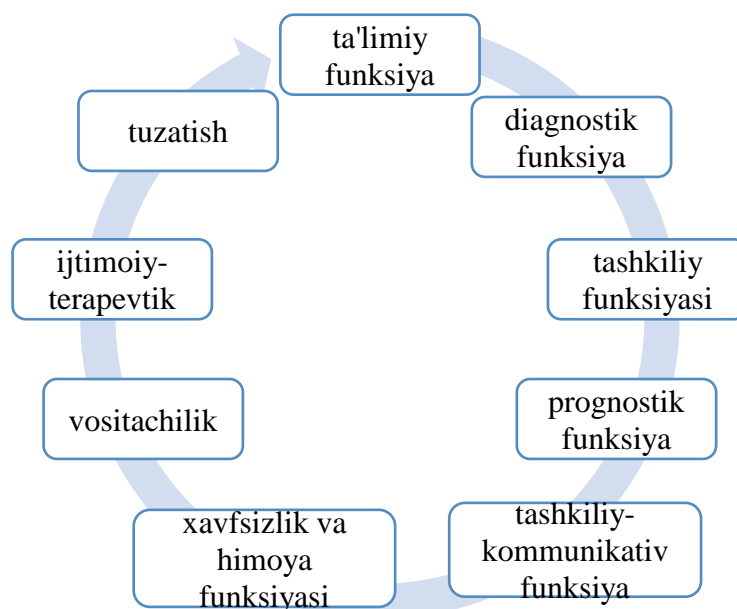 ta'limiy
funksiya
diagnostik
funksiya
tashkiliy
funksiyasi
prognostik
funksiya
tashkiliy-
kommunikativ
funksiya
xavfsizlik va
himoya
funksiyasi
vositachilik
ijtimoiy-
terapevtik
tuzatish